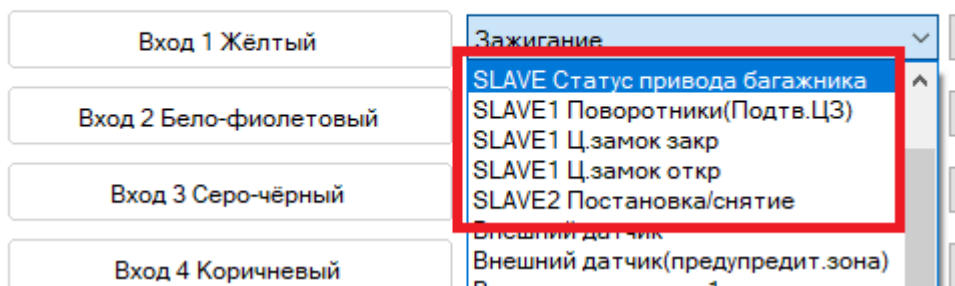 Вход 1 Жёлтый
Зажигание
SLAVE Статус привода багажника
SLAVE1 Поворотники(Подтв.ЦЗ)
Вход 2 Бело-фиолетовый
SLAVE1 Ц.замок закр
SLAVE1 Ц.замок откр
Вход 3 Серо-чёрный
SLAVE2 Постановка/снятие
Внешний датчик
Внешний датчик(предупредит.зона)
Вход 4 Коричневый